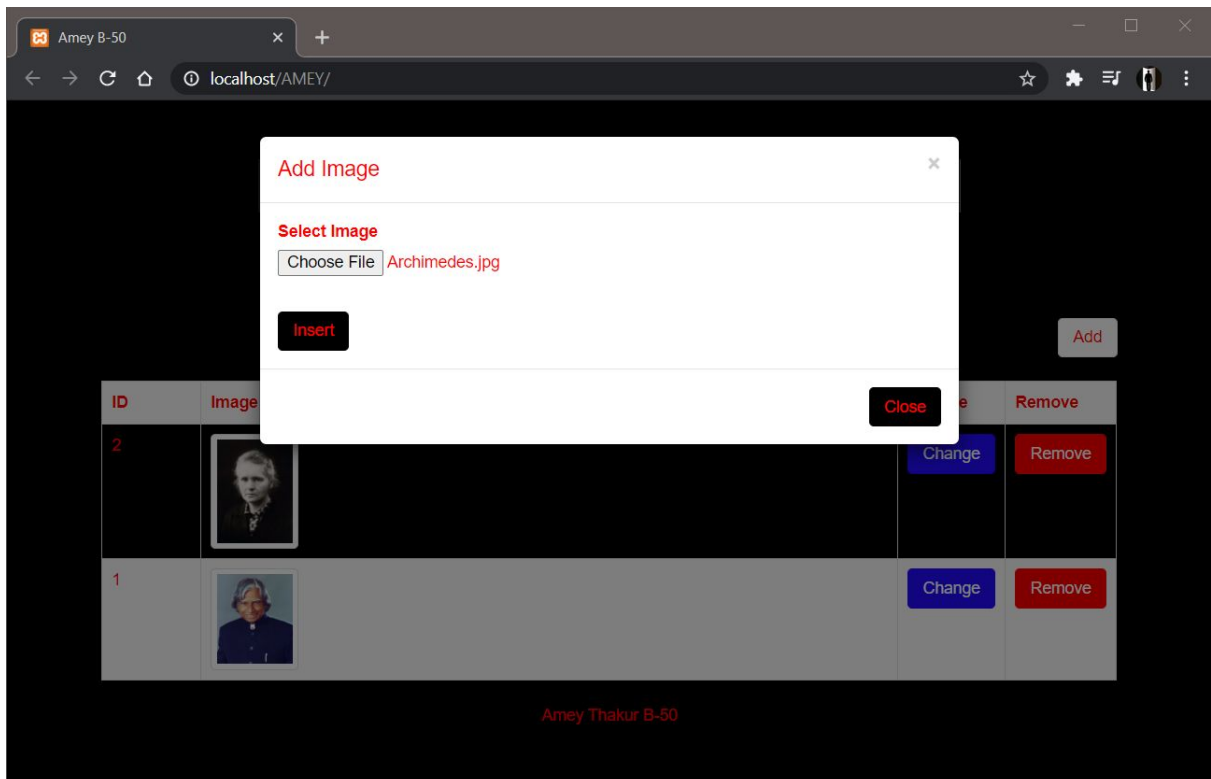 Amey B-50
localhost/AMEY/
Add Image
Select Image
Choose File Archimedes.jpg
Insert
Add
Close
ID Image Remove
2 Change Remove
1 Change Remove
Amey Thakur B-50